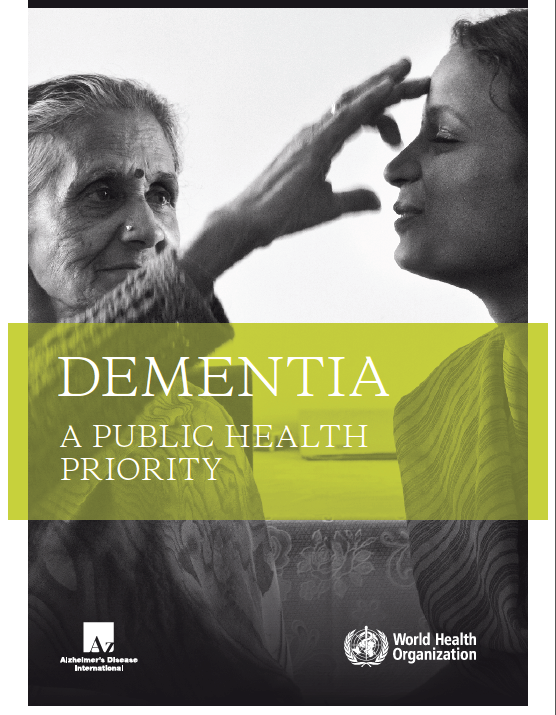 DEMENTIA
A PUBLIC HEALTH
PRIORITY
Az
Alzheimer's Disease
International
World Health
Organization